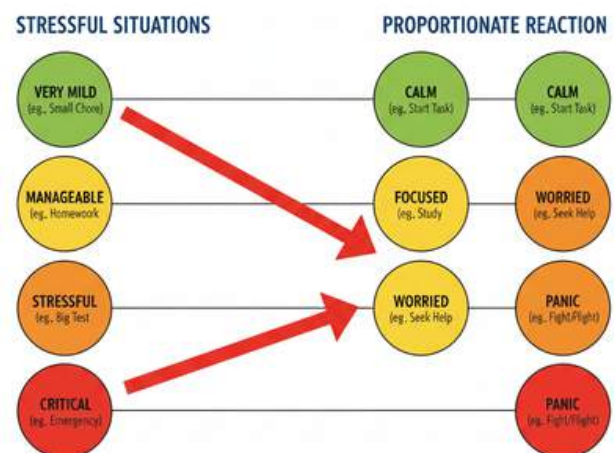 STRESSFUL SITUATIONS
PROPORTIONATE REACTION
VERY MILD
(eg., Small Chore)
CALM
(eg., Start Task)
CALM
(eg., Start Task)
MANAGEABLE
(eg., Homewoork
FOCUSED
(eg., Study
WORRIED
(eg., Seek Help
STRESSFUL
(eg., Big Test
WORRIED
(eg. Seek Help
PANIC
(eg., Fight/Flight)
CRITICAL
(eg. Emergency)
PANIC
(eg., Fight/Flight)